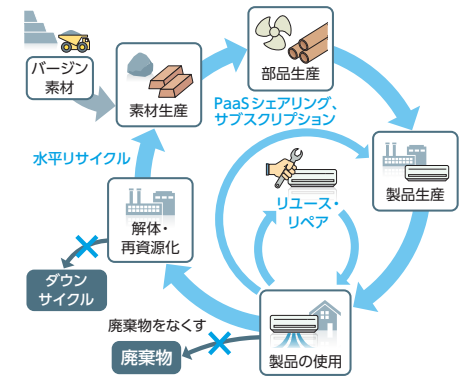 バージン
素材
素材生産
部品生産
PaaSシェアリング、
サブスクリプション
製品生産
水平リサイクル
リユース・
リペア
解体・
再資源化
ダウン
サイクル
廃棄物をなくす
廃棄物
製品の使用